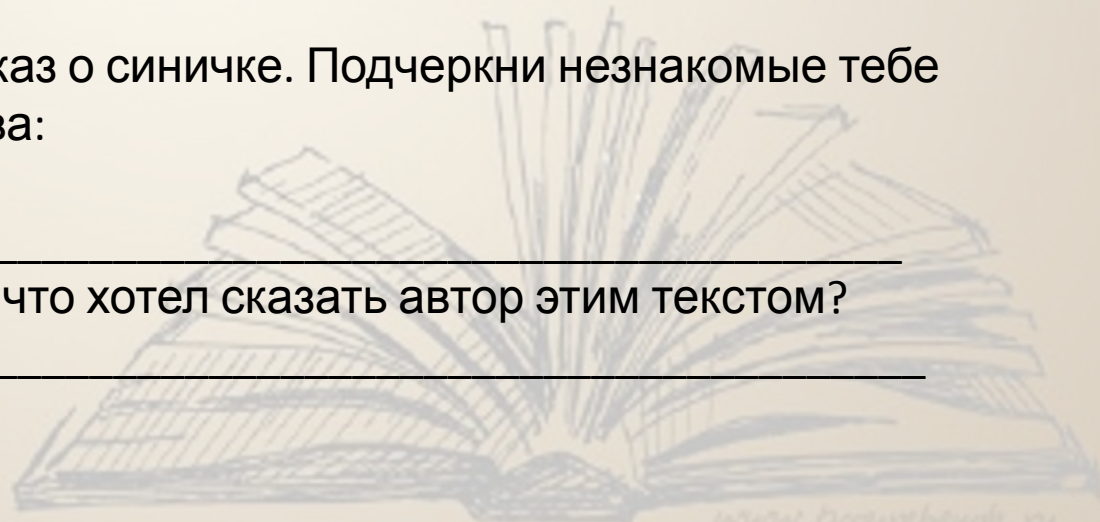 каз о синичке. Подчеркни незнакомые тебе
ва:
что хотел сказать автор этим текстом?